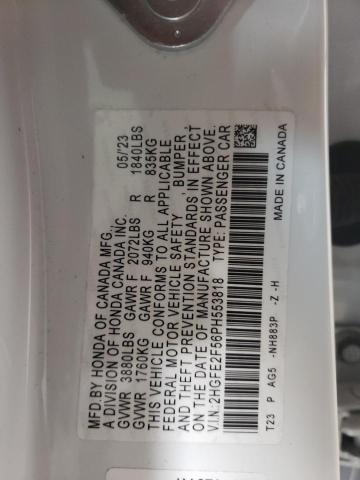 MFD.BY HONDA OF CANADA MFG., 05/'23
A DIVISION OF HONDA CANADA INC.
GVWR 3880LBS GAWR F 2072LBS R 1840LBS
GVWR 1760KG GAWR F 940KG R 835KG
THIS VEHICLE CONFORMS TO ALL APPLICABLE
FEDERAL MOTOR VEHICLE SAFETY, BUMPER,
AND THEFT PREVENTION STANDARDS IN EFFECT
ON THE DATE OF MANUFACTURE SHOWN ABOVE.
V.I.N:2HGFE2F56PH553818 TYPE: PASSENGER CAR
T23 P AG5 -NH883P -Z -H MADE IN CANADA